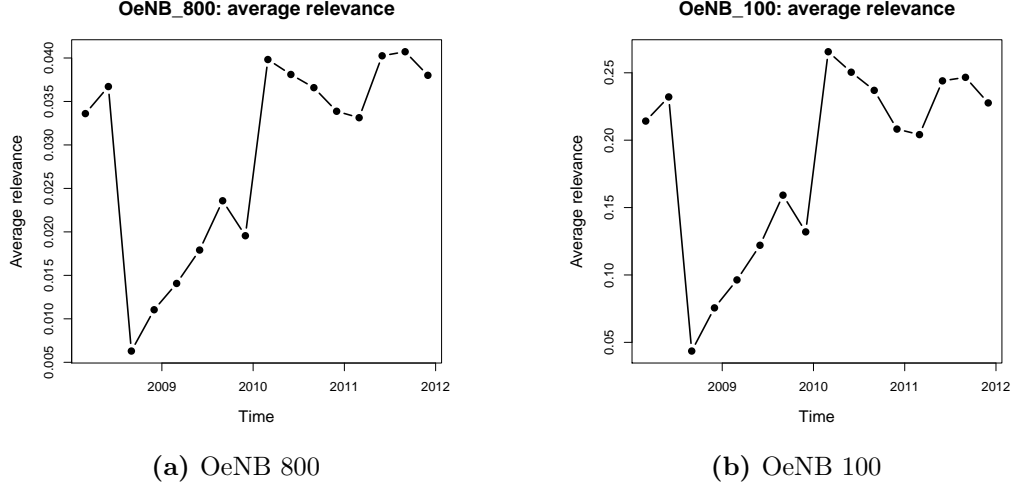 OeNB_800: average relevance
Average relevance
0.040
0.035
0.030
0.025
0.020
0.015
0.010
0.005
2009 2010 2011 2012
Time
(a) OeNB 800
OeNB_100: average relevance
Average relevance
0.25
0.20
0.15
0.10
0.05
2009 2010 2011 2012
Time
(b) OeNB 100